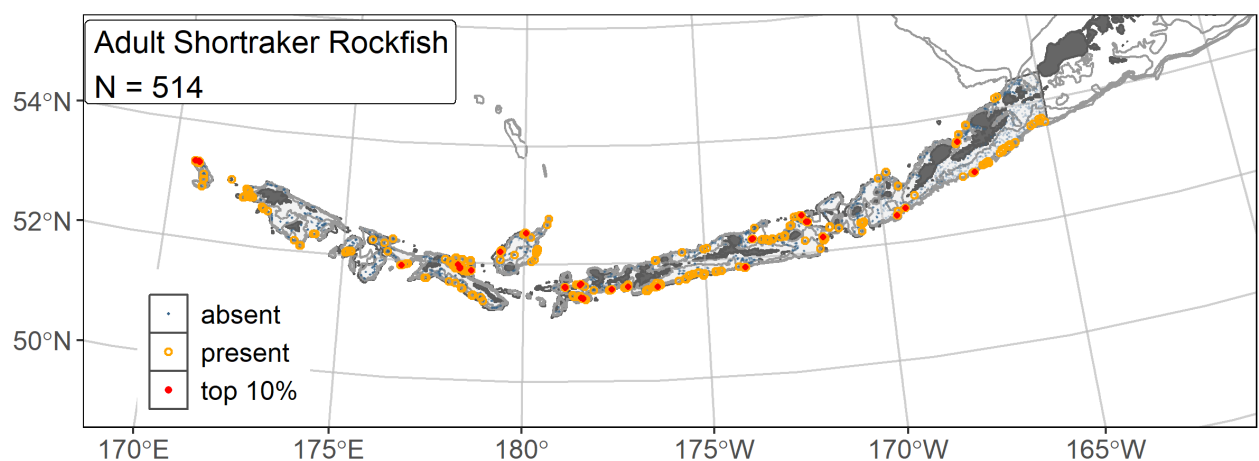 Adult Shortraker Rockfish
N = 514
54°N
52°N
50°N
absent
present
top 10%
170°E
175°E
180°
175°W
170°W
165°W